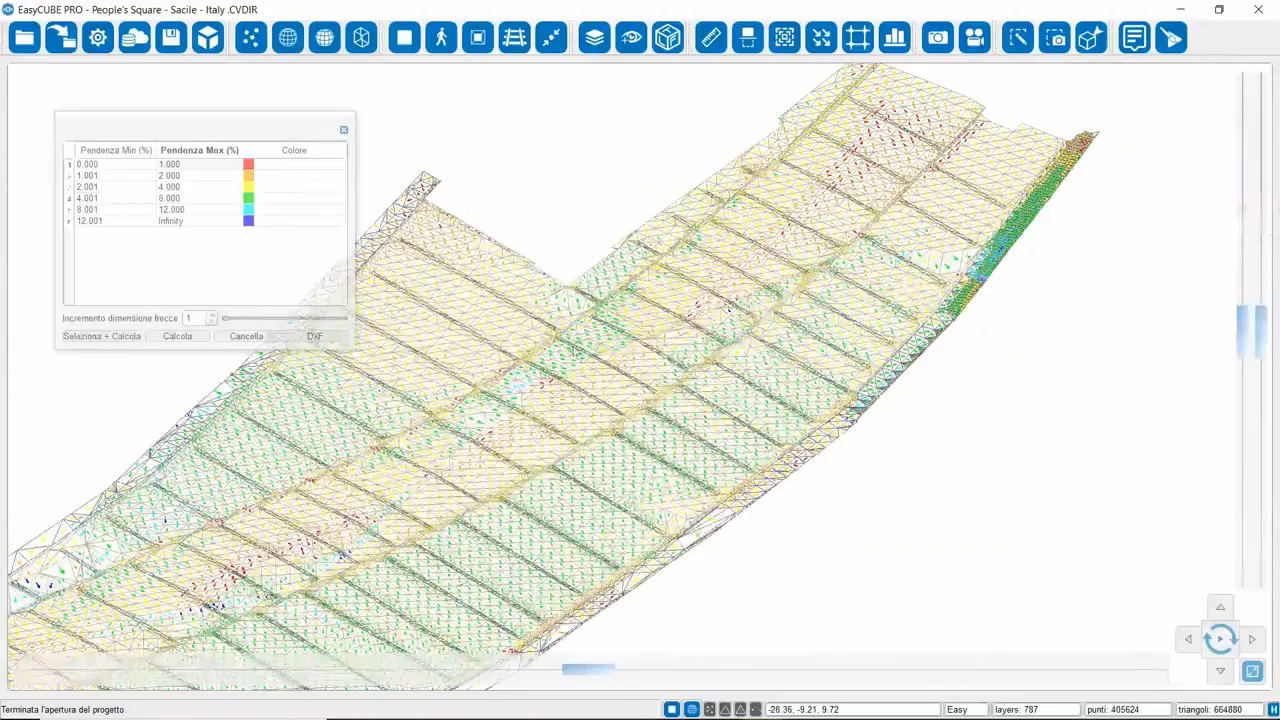 EasyCUBE PRO - People's Square - Sacile - Italy .CVDIR
Pendenza Min (%) Pendenza Max (%) Colore
1 0.000 1.000
1.001 2.000
2.001 4.000
4.001 8.000
8.001 12.000
12.001 Infinity
Incremento dimensione frecce 1
Seleziona + Calcola Calcola Cancella DXF
Terminata l'apertura del progetto -28.36, -9.21, 9.72 Easy layers: 787 punti: 405624 triangoli: 664880